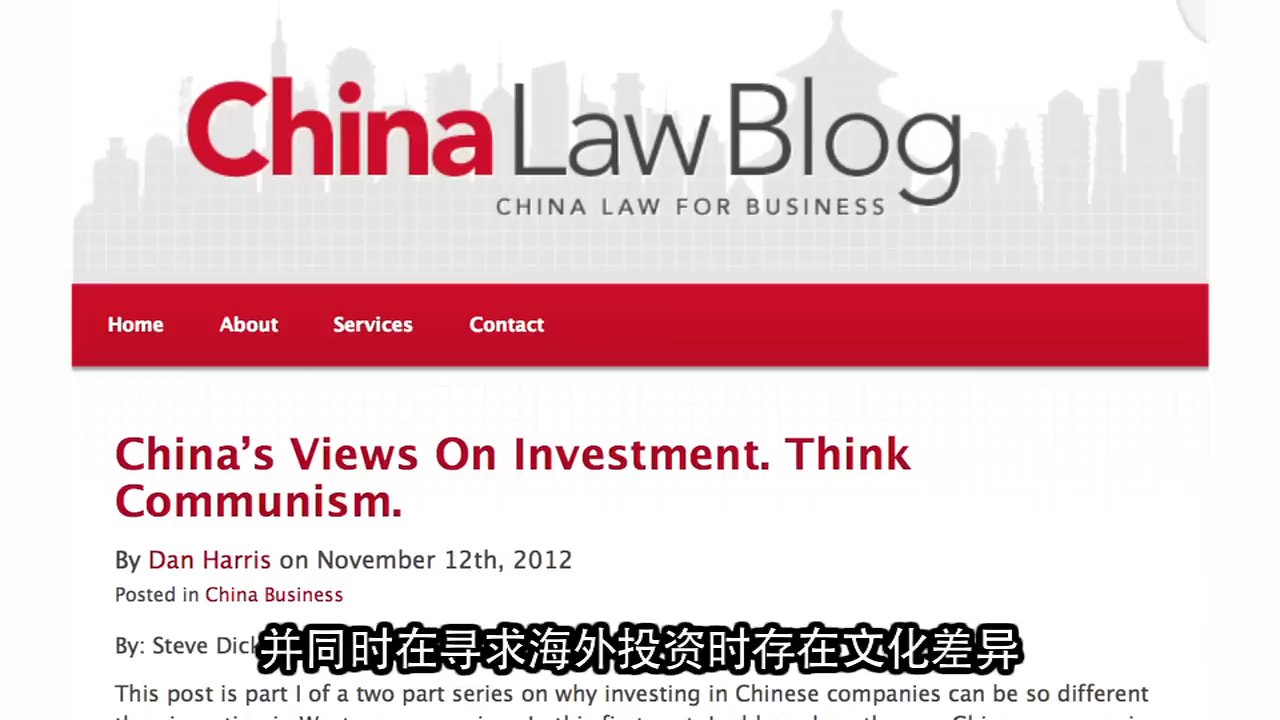 China Law Blog
CHINA LAW FOR BUSINESS
Home About Services Contact
China's Views On Investment. Think
Communism.
By Dan Harris on November 12th, 2012
Posted in China Business
By: Steve
并同时在寻求海外投资时存在文化差异
This post is part I of a two part series on why investing in Chinese companies can be so different